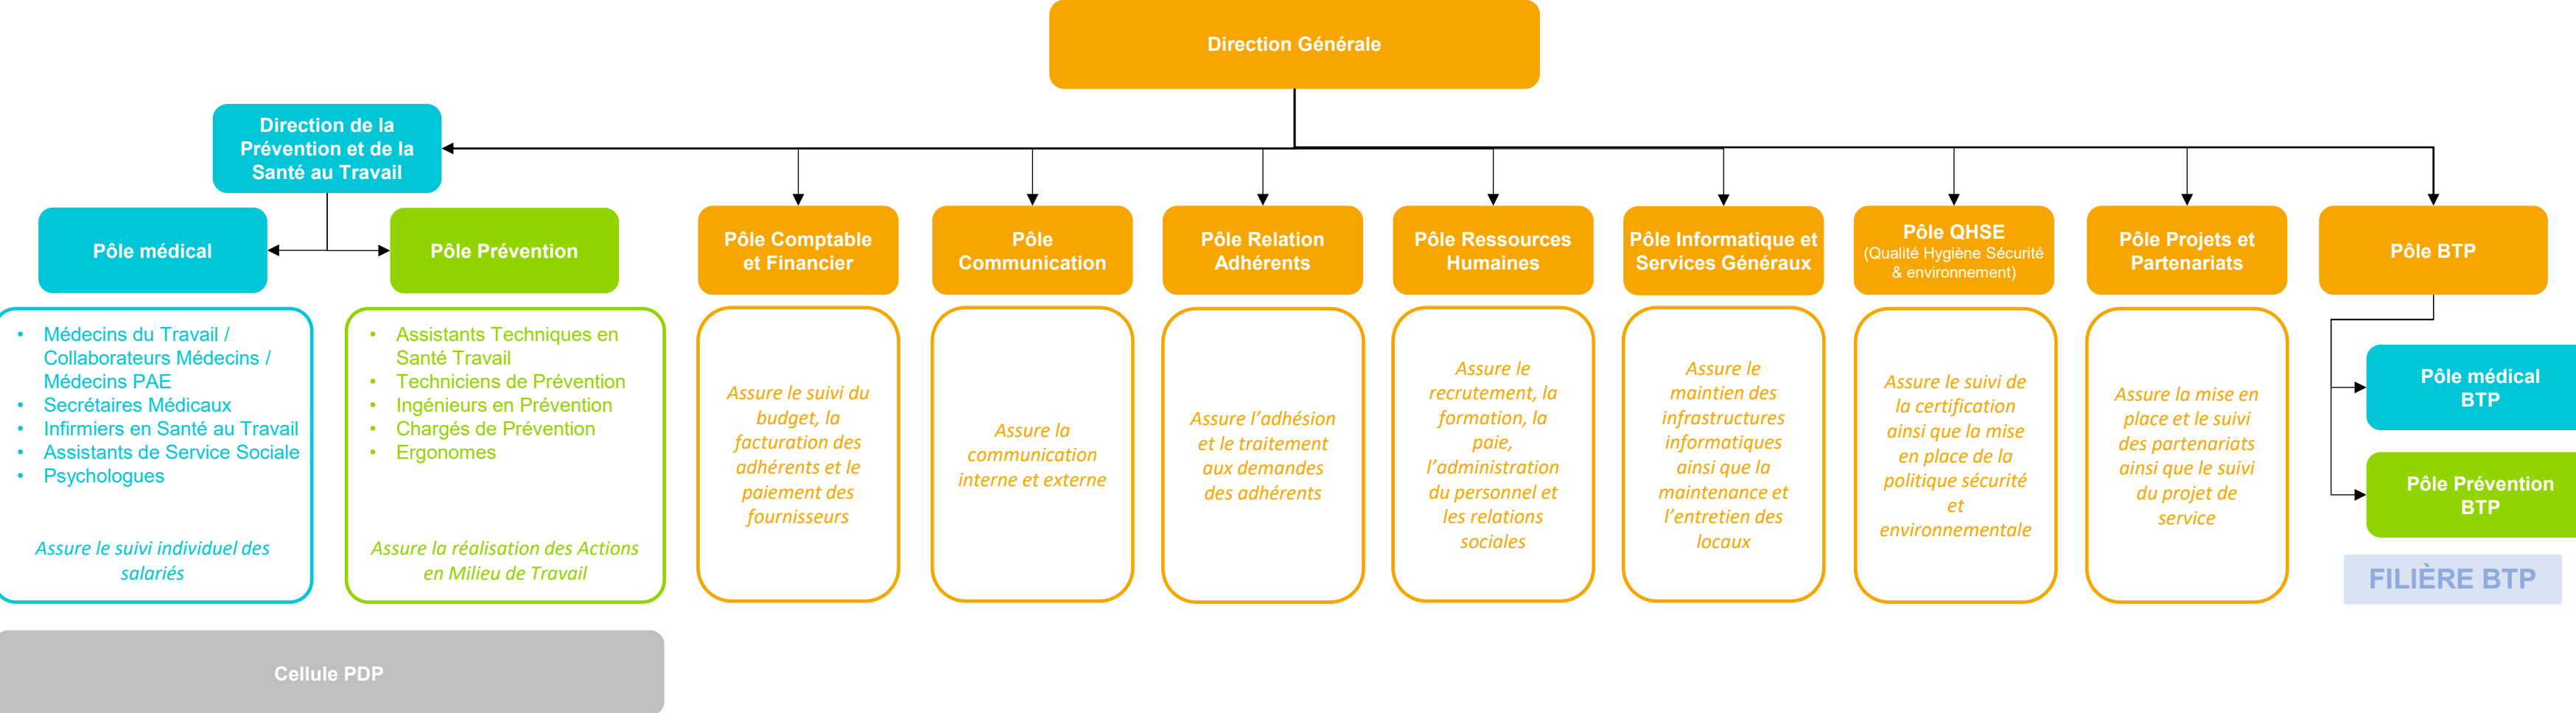 Direction Générale
Direction de la
Prévention et de la
Santé au Travail
Pôle médical
Pôle Prévention
Pôle Comptable
et Financier
Pôle
Communication
Pôle Relation
Adhérents
Pôle Ressources
Humaines
Pôle Informatique et
Services Généraux
Pôle QHSE
(Qualité Hygiène Sécurité
& environnement)
Pôle Projets et
Partenariats
Pôle BTP
• Médecins du Travail /
Collaborateurs Médecins /
Médecins PAE
• Secrétaires Médicaux
• Infirmiers en Santé au Travail
• Assistants de Service Sociale
• Psychologues
Assure le suivi individuel des
salariés
• Assistants Techniques en
Santé Travail
• Techniciens de Prévention
• Ingénieurs en Prévention
• Chargés de Prévention
• Ergonomes
Assure la réalisation des Actions
en Milieu de Travail
Assure le suivi du
budget, la
facturation des
adhérents et le
paiement des
fournisseurs
Assure la
communication
interne et externe
Assure l’adhésion
et le traitement
aux demandes
des adhérents
Assure le
recrutement, la
formation, la
paie,
l’administration
du personnel et
les relations
sociales
Assure le
maintien des
infrastructures
informatiques
ainsi que la
maintenance et
l’entretien des
locaux
Assure le suivi de
la certification
ainsi que la mise
en place de la
politique sécurité
et
environnementale
Assure la mise en
place et le suivi
des partenariats
ainsi que le suivi
du projet de
service
Pôle médical
BTP
Pôle Prévention
BTP
FILIÈRE BTP
Cellule PDP